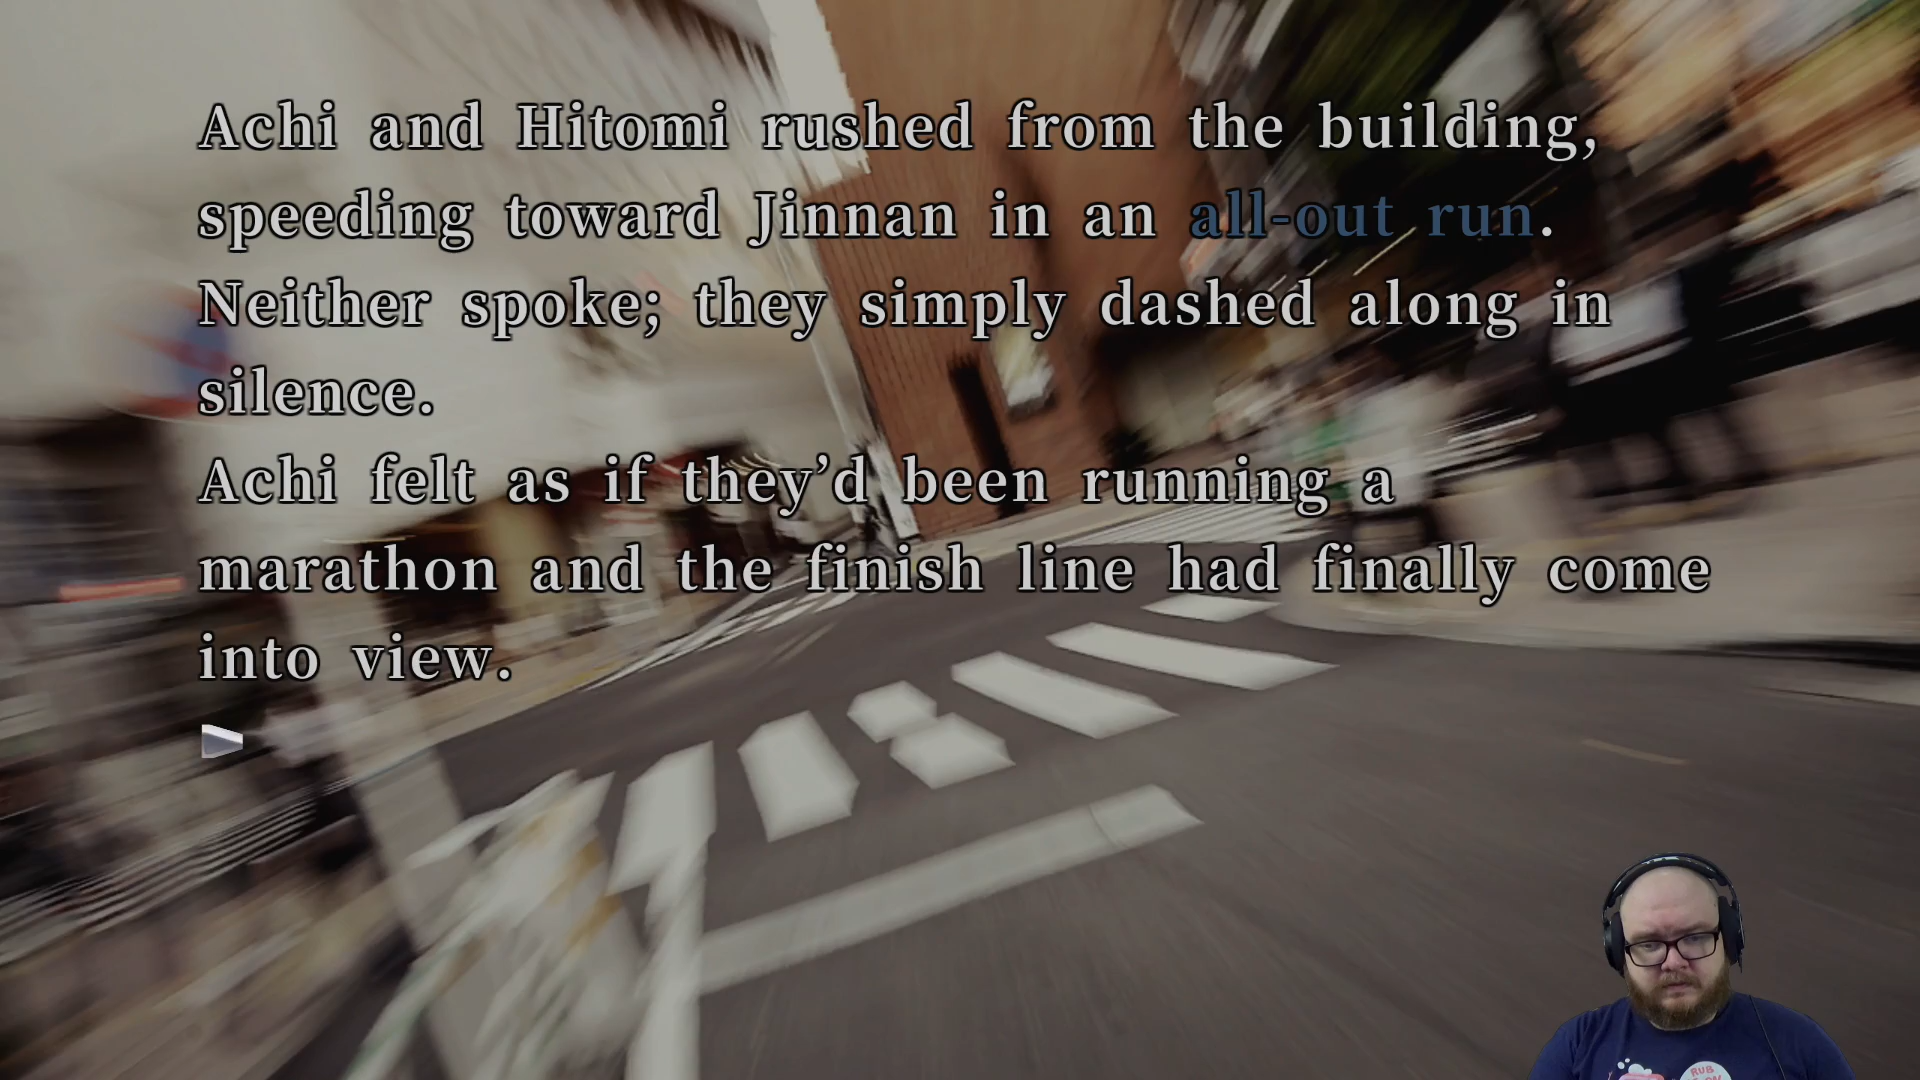 Achi and Hitomi rushed from the building,
speeding toward Jinnan in an all-out run.
Neither spoke; they simply dashed along in
silence.
Achi felt as if they’d been running a
marathon and the finish line had finally come
into view.
RUB